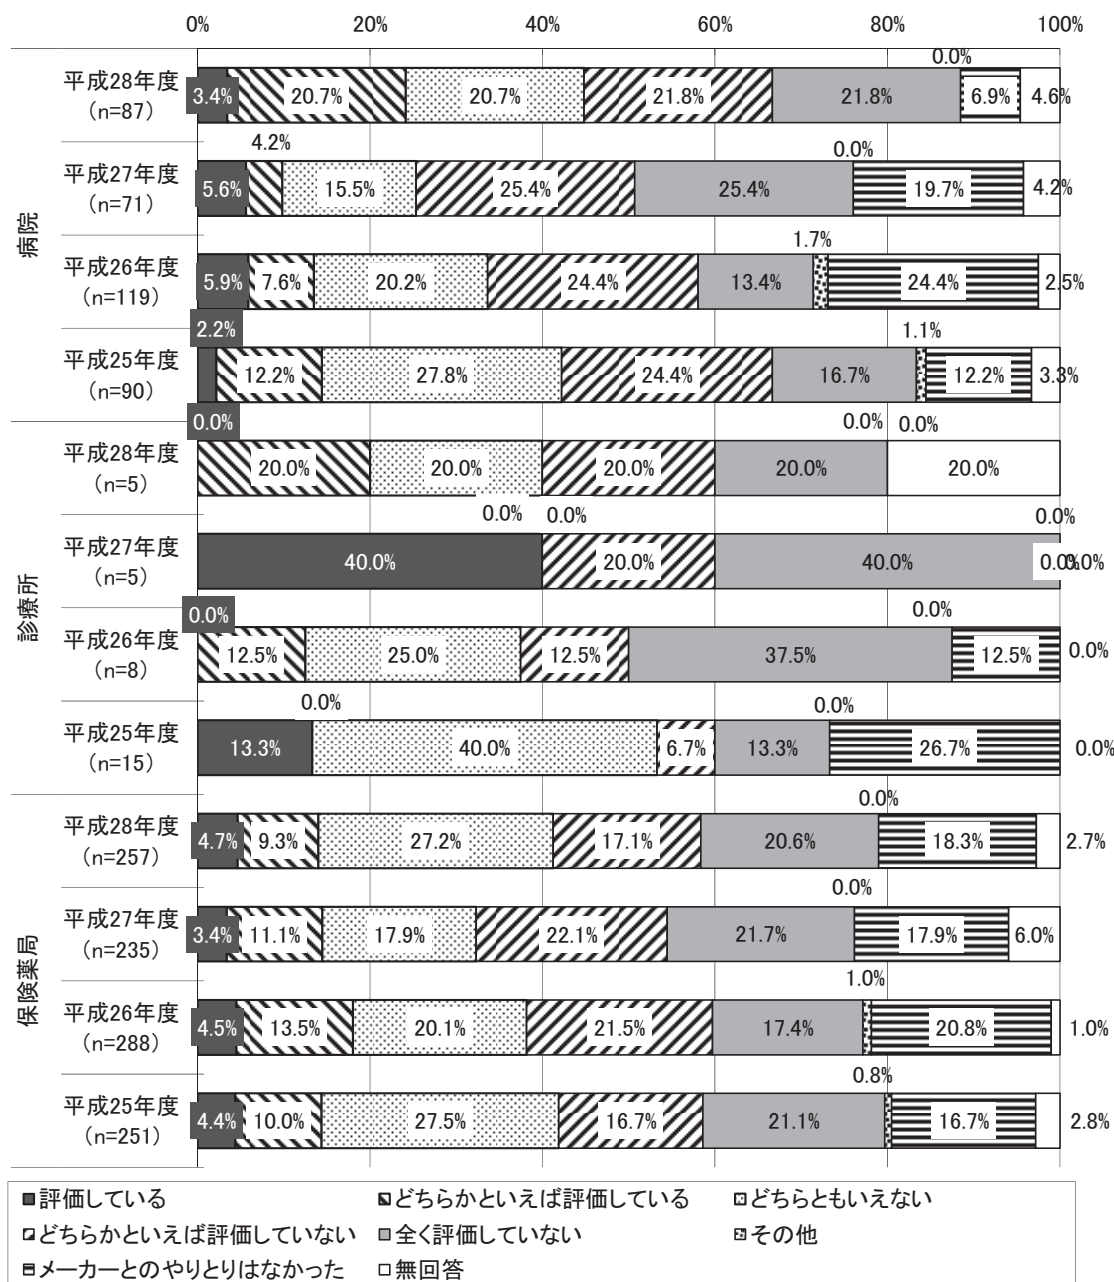 0% 20% 40% 60% 80% 100%
病院
平成28年度
(n=87)
3.4% 20.7% 20.7% 21.8% 21.8% 0.0% 6.9% 4.6%
平成27年度
(n=71)
5.6% 4.2% 15.5% 25.4% 25.4% 0.0% 19.7% 4.2%
平成26年度
(n=119)
5.9% 7.6% 20.2% 24.4% 13.4% 1.7% 24.4% 2.5%
平成25年度
(n=90)
2.2% 12.2% 27.8% 24.4% 16.7% 1.1% 12.2% 3.3%
診療所
平成28年度
(n=5)
0.0% 20.0% 20.0% 20.0% 20.0% 0.0% 0.0% 20.0%
平成27年度
(n=5)
40.0% 0.0% 0.0% 20.0% 40.0% 0.0% 0.0% 0.0%
平成26年度
(n=8)
0.0% 12.5% 25.0% 12.5% 37.5% 0.0% 12.5% 0.0%
平成25年度
(n=15)
13.3% 0.0% 40.0% 6.7% 13.3% 0.0% 26.7% 0.0%
保険薬局
平成28年度
(n=257)
4.7% 9.3% 27.2% 17.1% 20.6% 0.0% 18.3% 2.7%
平成27年度
(n=235)
3.4% 11.1% 17.9% 22.1% 21.7% 0.0% 17.9% 6.0%
平成26年度
(n=288)
4.5% 13.5% 20.1% 21.5% 17.4% 1.0% 20.8% 1.0%
平成25年度
(n=251)
4.4% 10.0% 27.5% 16.7% 21.1% 0.8% 16.7% 2.8%
評価している どちらかといえば評価している どちらともいえない
どちらかといえば評価していない 全く評価していない その他
メーカーとのやりとりはなかった 無回答